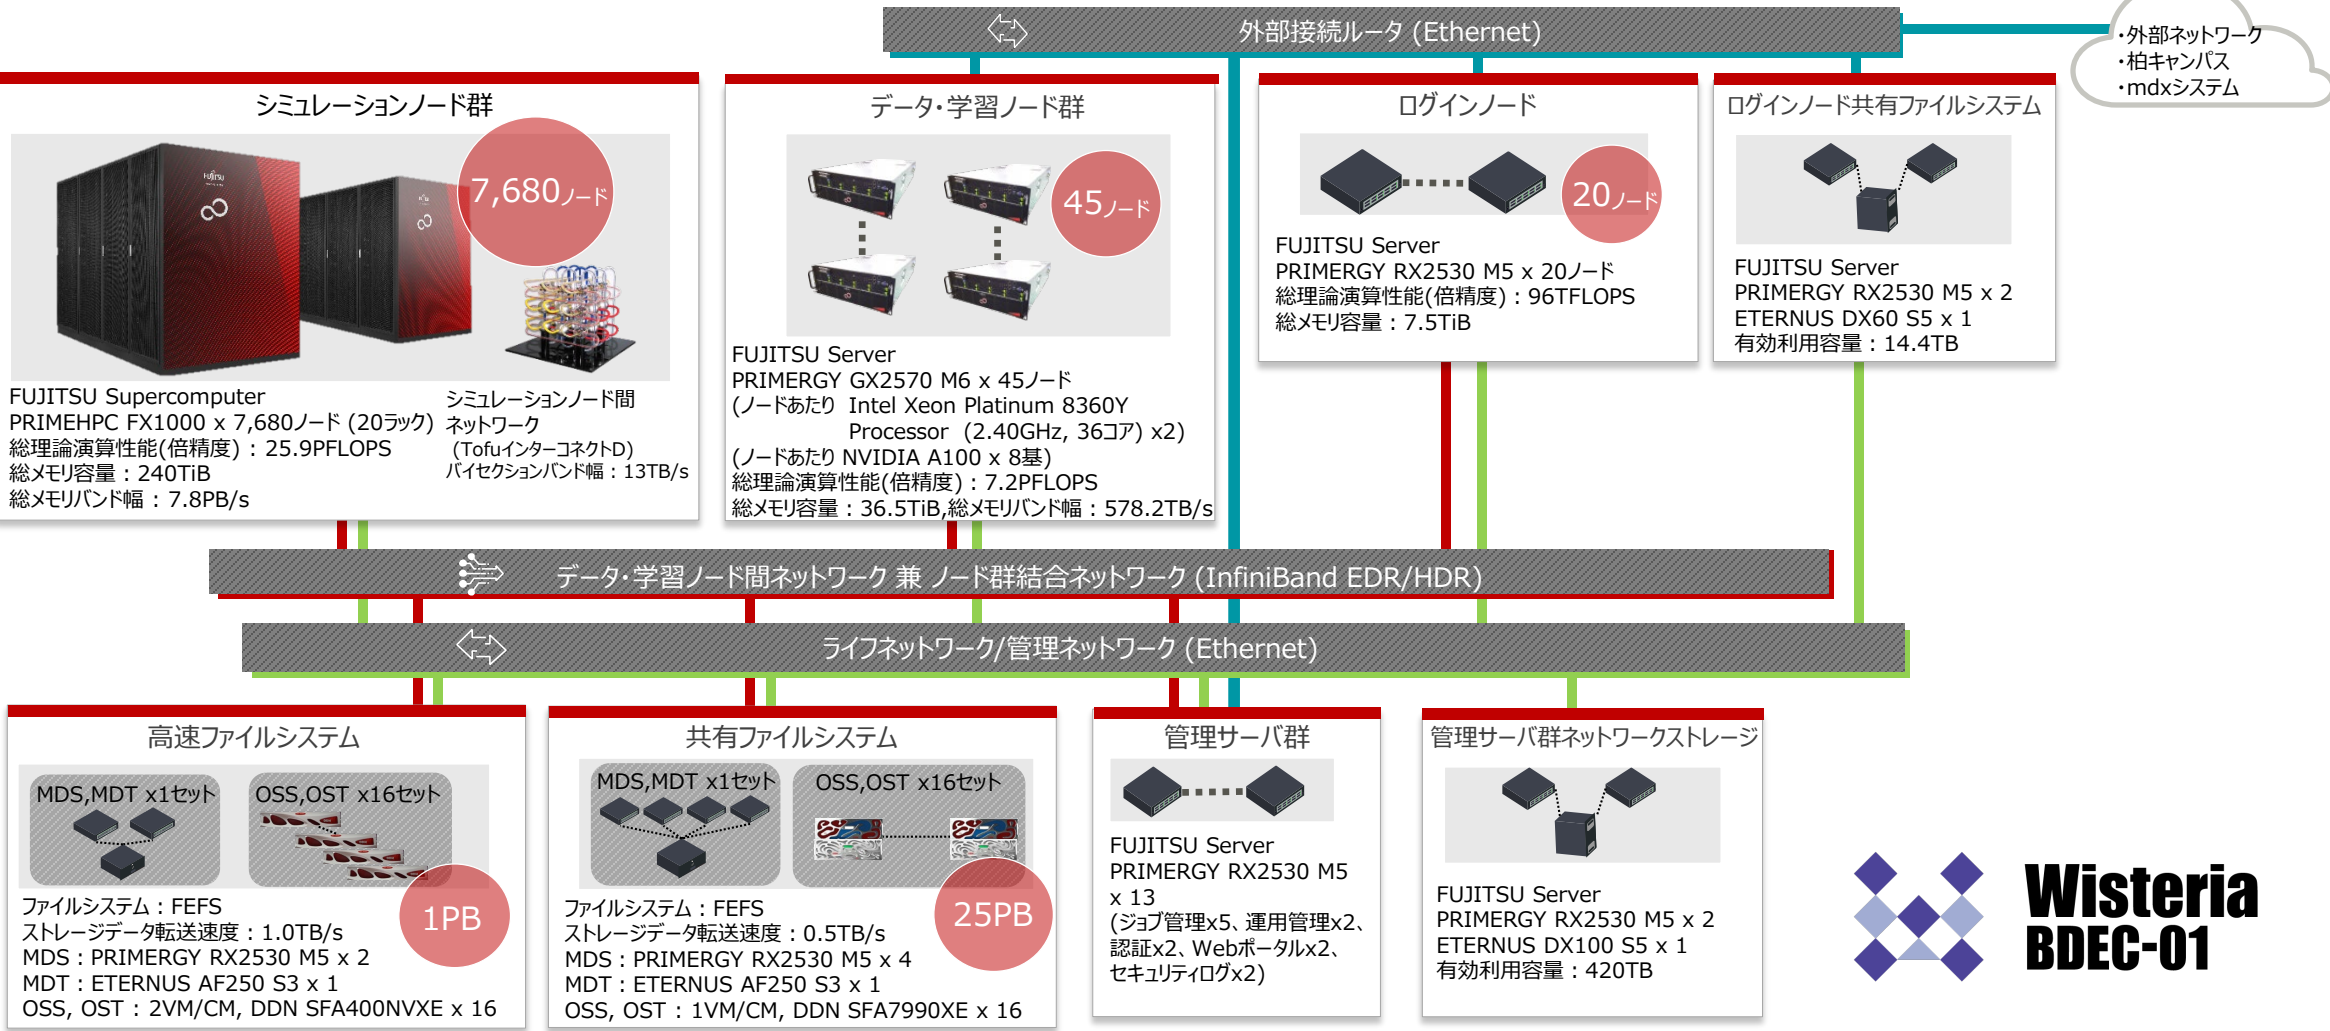 外部接続ルータ (Ethernet)
・外部ネットワーク
・柏キャンパス
・mdxシステム
シミュレーションノード群
FUJITSU
7,680ノード
FUJITSU Supercomputer
PRIMEHPC FX1000 x 7,680ノード (20ラック)
総理論演算性能(倍精度)：25.9PFLOPS
総メモリ容量：240TiB
総メモリバンド幅：7.8PB/s
シミュレーションノード間
ネットワーク
(TofuインターコネクトD)
バイセクションバンド幅：13TB/s
データ・学習ノード群
45ノード
FUJITSU Server
PRIMERGY GX2570 M6 x 45ノード
(ノードあたり Intel Xeon Platinum 8360Y
Processor (2.40GHz, 36コア) x2)
(ノードあたり NVIDIA A100 x 8基)
総理論演算性能(倍精度)：7.2PFLOPS
総メモリ容量：36.5TiB,総メモリバンド幅：578.2TB/s
ログインノード
20ノード
FUJITSU Server
PRIMERGY RX2530 M5 x 20ノード
総理論演算性能(倍精度)：96TFLOPS
総メモリ容量：7.5TiB
ログインノード共有ファイルシステム
FUJITSU Server
PRIMERGY RX2530 M5 x 2
ETERNUS DX60 S5 x 1
有効利用容量：14.4TB
データ・学習ノード間ネットワーク 兼 ノード群結合ネットワーク (InfiniBand EDR/HDR)
ライフネットワーク/管理ネットワーク (Ethernet)
高速ファイルシステム
MDS,MDT x1セット
OSS,OST x16セット
1PB
ファイルシステム：FEFS
ストレージデータ転送速度：1.0TB/s
MDS：PRIMERGY RX2530 M5 x 2
MDT：ETERNUS AF250 S3 x 1
OSS, OST：2VM/CM, DDN SFA400NVXE x 16
共有ファイルシステム
MDS,MDT x1セット
OSS,OST x16セット
25PB
ファイルシステム：FEFS
ストレージデータ転送速度：0.5TB/s
MDS：PRIMERGY RX2530 M5 x 4
MDT：ETERNUS AF250 S3 x 1
OSS, OST：1VM/CM, DDN SFA7990XE x 16
管理サーバ群
FUJITSU Server
PRIMERGY RX2530 M5
x 13
(ジョブ管理x5、運用管理x2、
認証x2、Webポータルx2、
セキュリティログx2)
管理サーバ群ネットワークストレージ
FUJITSU Server
PRIMERGY RX2530 M5 x 2
ETERNUS DX100 S5 x 1
有効利用容量：420TB
Wisteria
BDEC-01